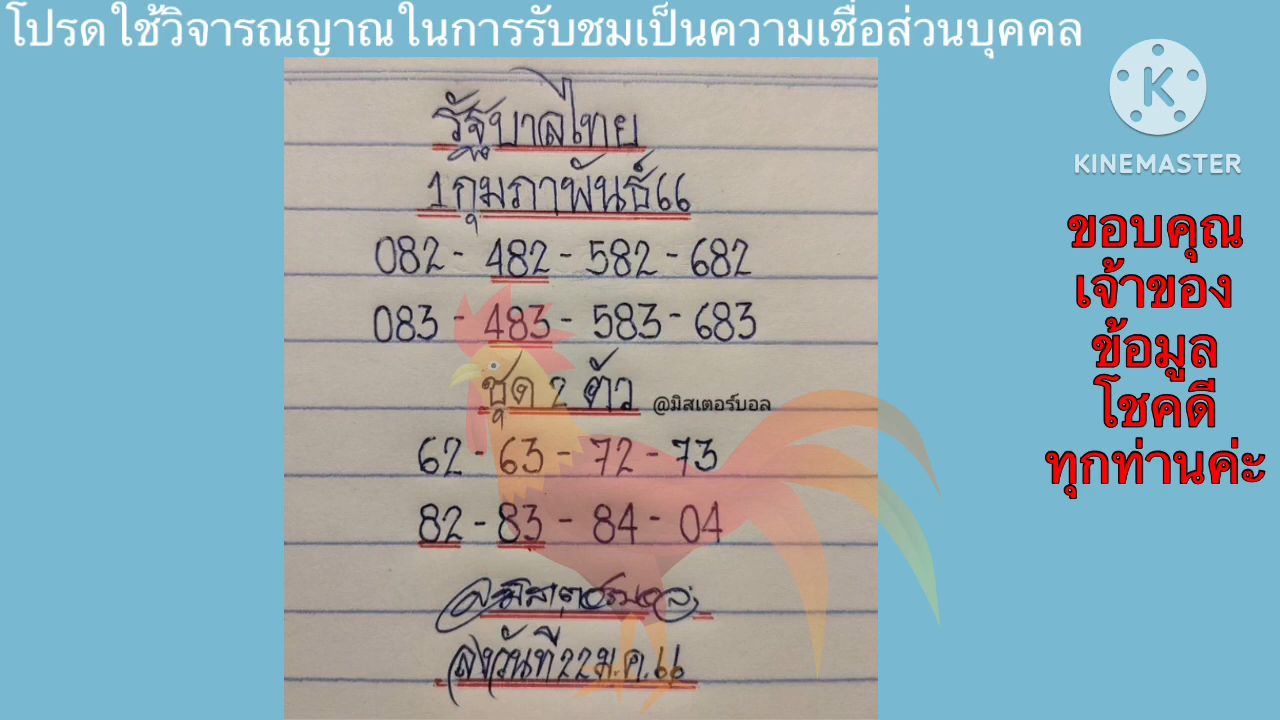 โปรดใช้วิจารณญาณในการรับชมเป็นความเชื่อส่วนบุคคล
KINEMASTER
รัฐบาลไทย
1กุมภาพันธ์66
082 - 482 - 582 - 682
083 - 483 - 583 - 683
ชุด 2 ตัว
@มิสเตอร์บอล
62 - 63 - 72 - 73
82 - 83 - 84 - 04
ลงวันที่22ม.ค.66
ขอบคุณ
เจ้าของ
ข้อมูล
โชคดี
ทุกท่านค่ะ